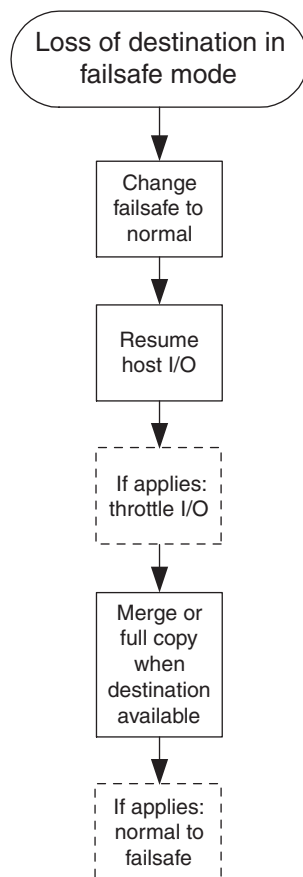 Loss of destination in
failsafe mode
Change
failsafe to
normal
Resume
host I/O
If applies:
throttle I/O
Merge or
full copy
when
destination
available
If applies:
normal to
failsafe